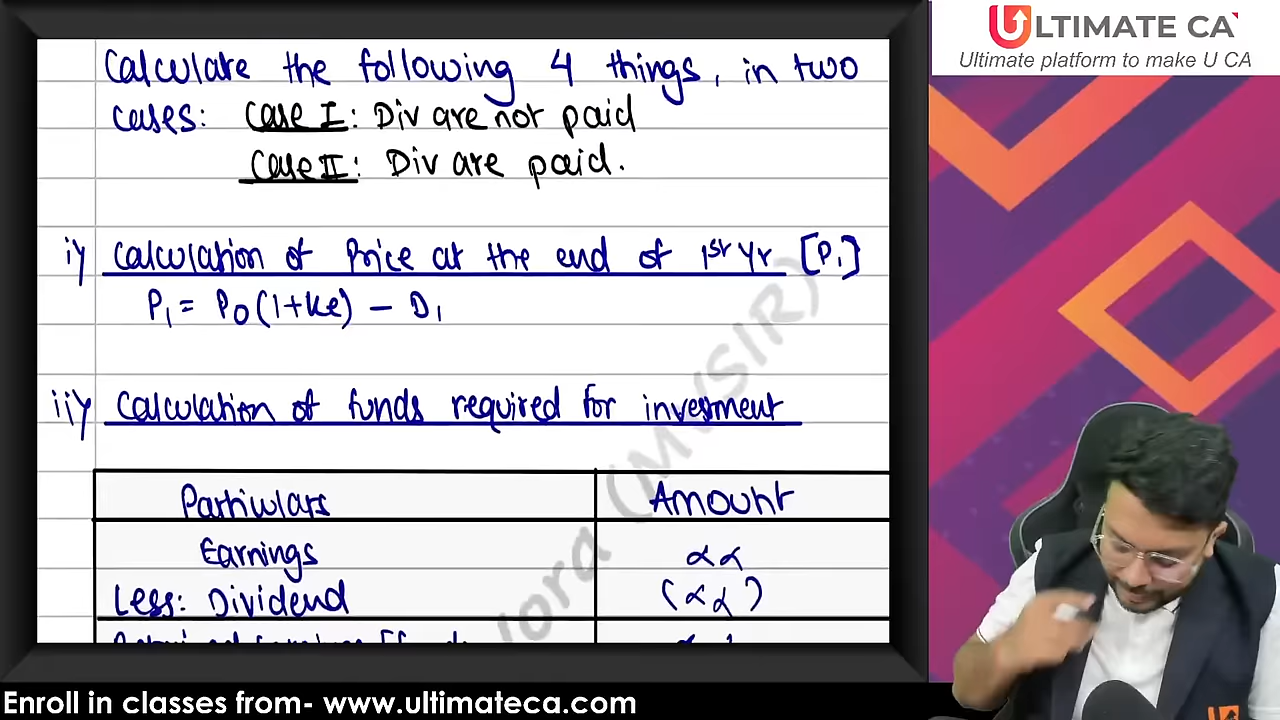 Calculate the following 4 things, in two
cases: Case I: Div are not paid
Case II: Div are paid.
i) Calculation of Price at the end of 1st Yr [P1]
P1 = P0(1+ke) - D1
ii) Calculation of funds required for investment
Particulars Amount
Earnings xx
Less: Dividend (xx)
(MVSIR)
ULTIMATE CA
Ultimate platform to make U CA
Enroll in classes from- www.ultimateca.com